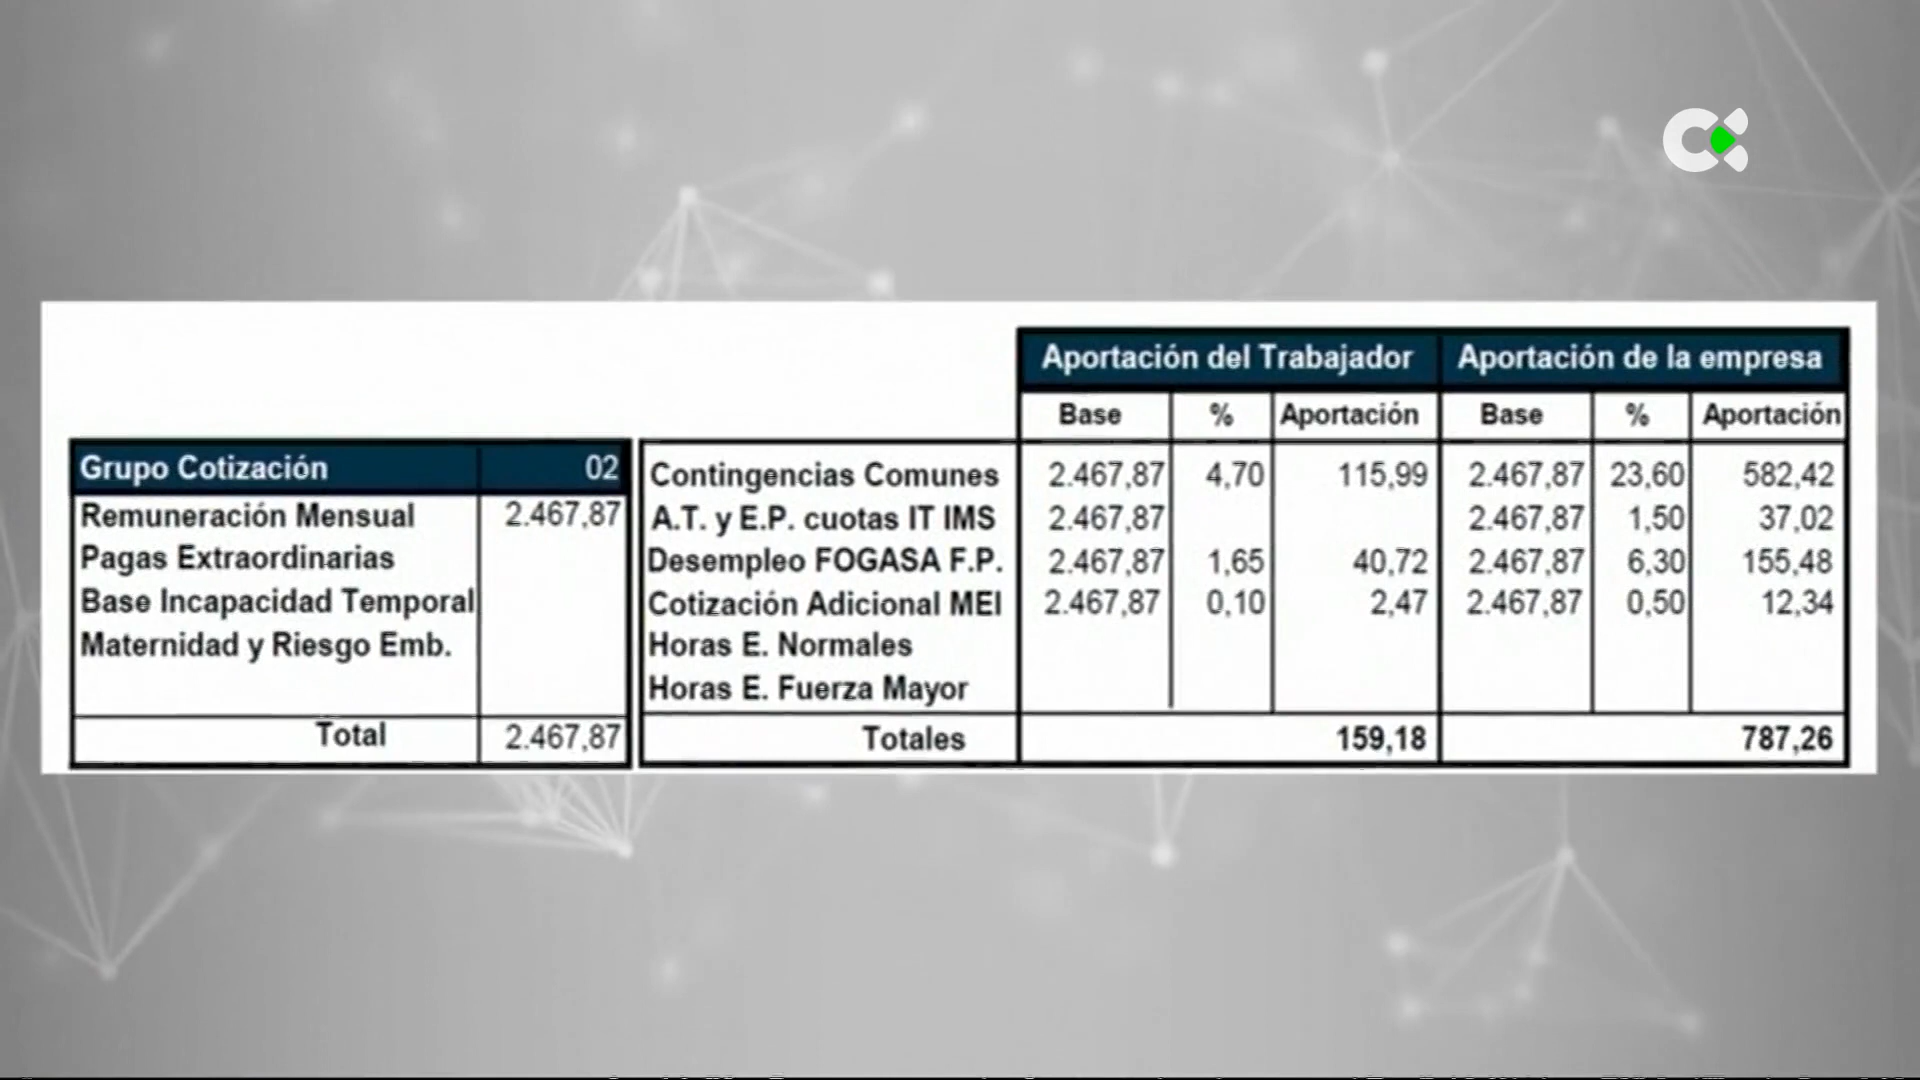 Aportación del Trabajador Aportación de la empresa
Base % Aportación Base % Aportación
Grupo Cotización 02
Remuneración Mensual 2.467,87
Pagas Extraordinarias
Base Incapacidad Temporal
Maternidad y Riesgo Emb.
Total 2.467,87
Contingencias Comunes 2.467,87 4,70 115,99 2.467,87 23,60 582,42
A.T. y E.P. cuotas IT IMS 2.467,87 2.467,87 1,50 37,02
Desempleo FOGASA F.P. 2.467,87 1,65 40,72 2.467,87 6,30 155,48
Cotización Adicional MEI 2.467,87 0,10 2,47 2.467,87 0,50 12,34
Horas E. Normales
Horas E. Fuerza Mayor
Totales 159,18 787,26